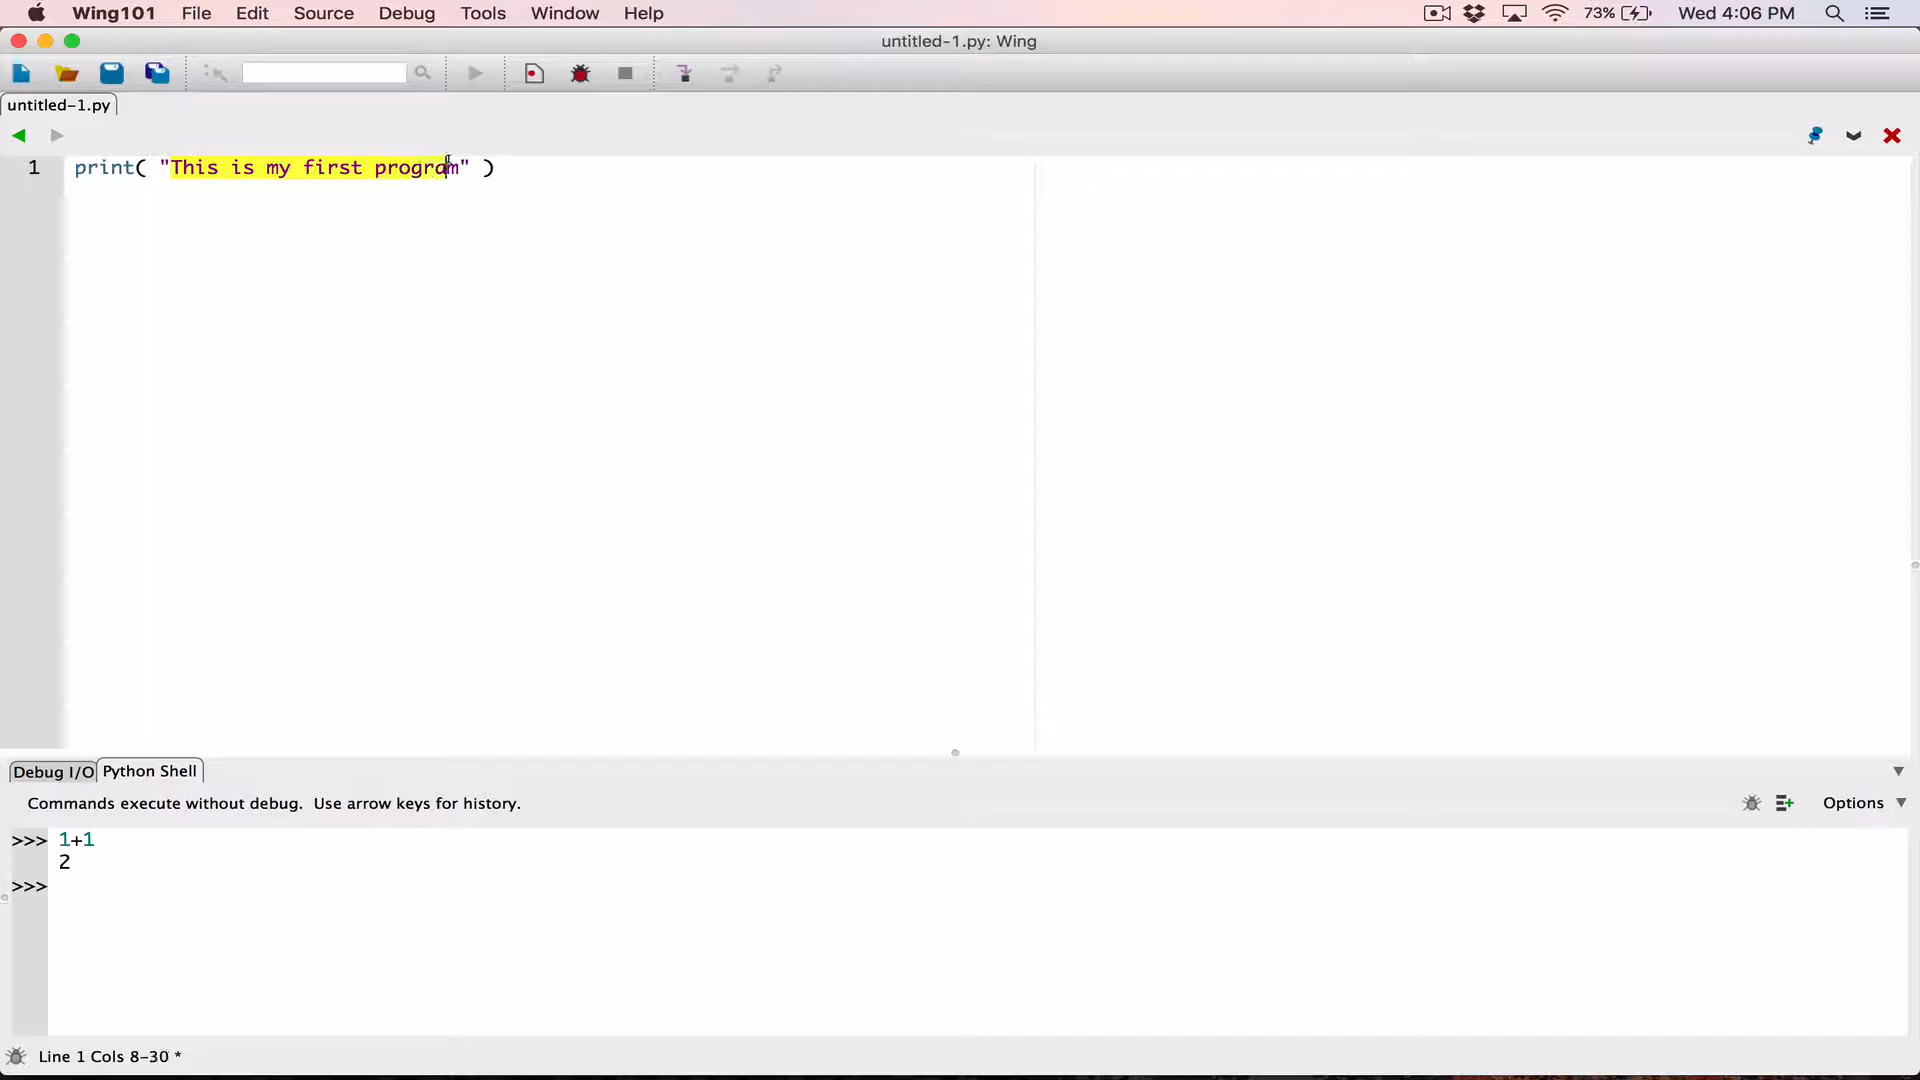 Wing101 File Edit Source Debug Tools Window Help 73% Wed 4:06 PM
untitled-1.py: Wing
untitled-1.py
1 print( "This is my first program" )
Debug I/O Python Shell
Commands execute without debug. Use arrow keys for history. Options
>>> 1+1
2
>>>
Line 1 Cols 8-30 *